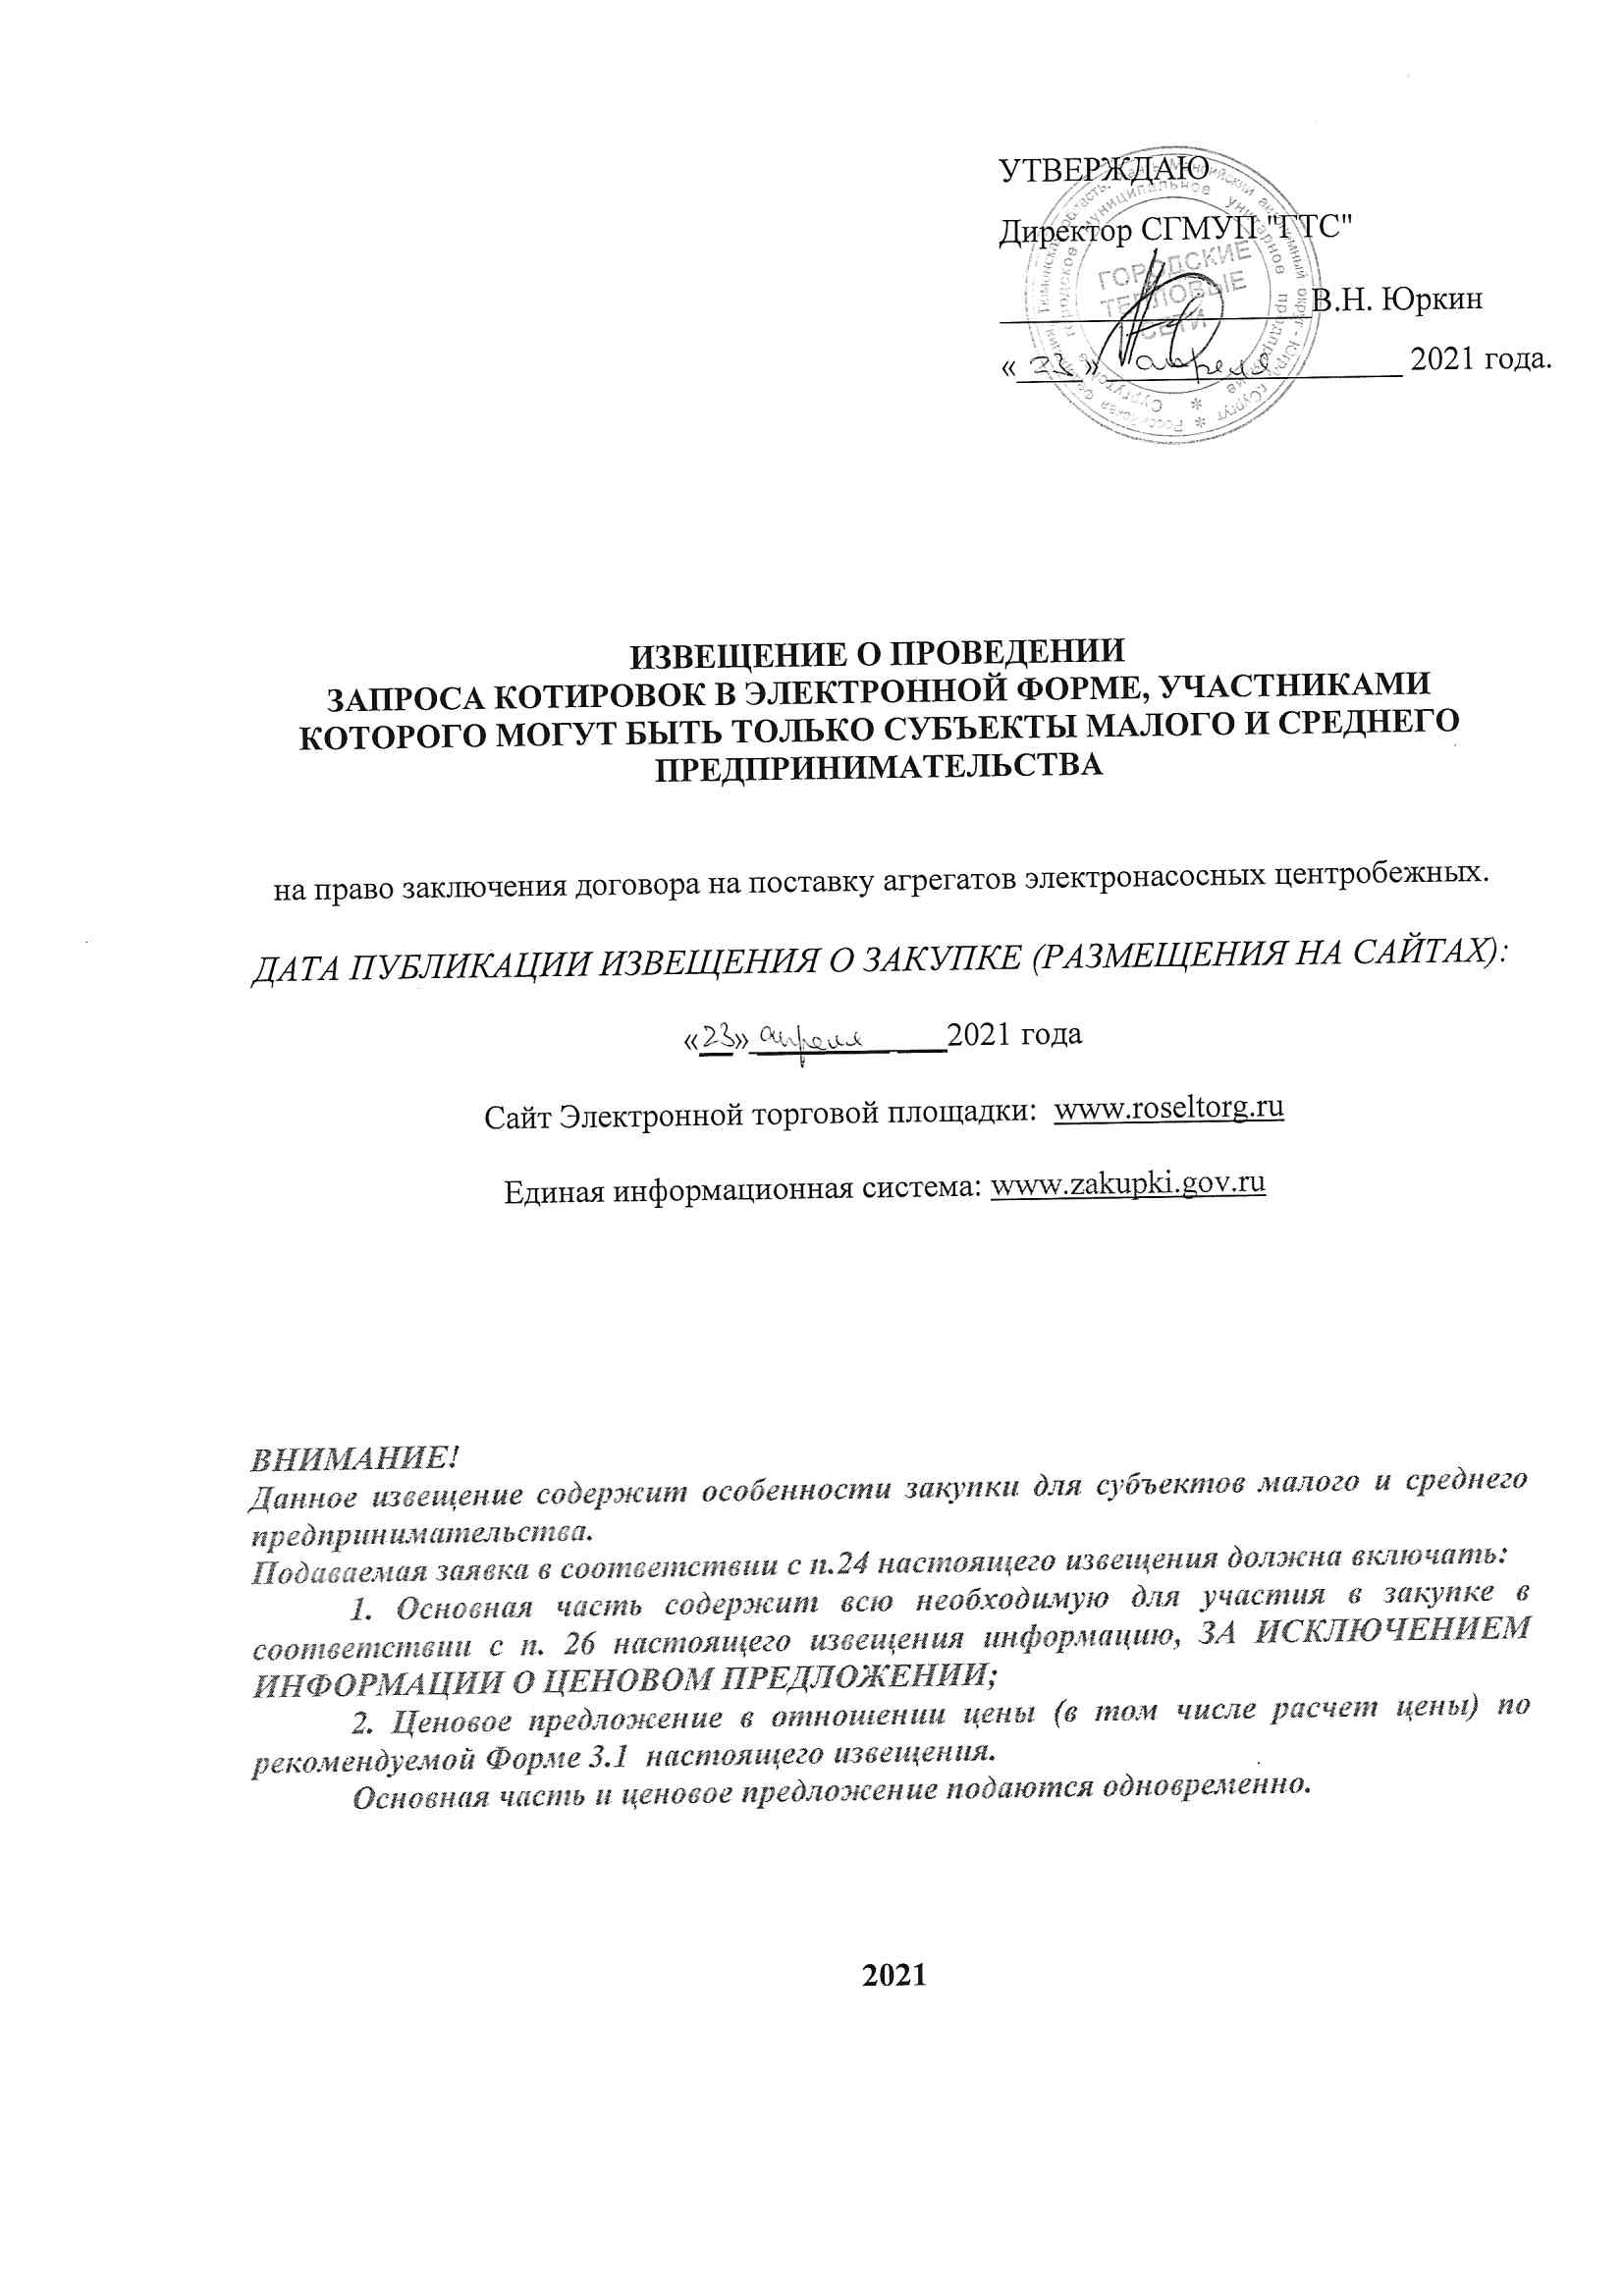 УТВЕРЖДАЮ
Директор СГМУП "ГТС"
ГОРОДСКИЕ
ТЕПЛОВЫЕ
СЕТИ
В.Н. Юркин
«23» апреля 2021 года.
ИЗВЕЩЕНИЕ О ПРОВЕДЕНИИ
ЗАПРОСА КОТИРОВОК В ЭЛЕКТРОННОЙ ФОРМЕ, УЧАСТНИКАМИ
КОТОРОГО МОГУТ БЫТЬ ТОЛЬКО СУБЪЕКТЫ МАЛОГО И СРЕДНЕГО
ПРЕДПРИНИМАТЕЛЬСТВА
на право заключения договора на поставку агрегатов электронасосных центробежных.
ДАТА ПУБЛИКАЦИИ ИЗВЕЩЕНИЯ О ЗАКУПКЕ (РАЗМЕЩЕНИЯ НА САЙТАХ):
«23» апреля 2021 года
Сайт Электронной торговой площадки: www.roseltorg.ru
Единая информационная система: www.zakupki.gov.ru
ВНИМАНИЕ!
Данное извещение содержит особенности закупки для субъектов малого и среднего
предпринимательства.
Подаваемая заявка в соответствии с п.24 настоящего извещения должна включать:
1. Основная часть содержит всю необходимую для участия в закупке в
соответствии с п. 26 настоящего извещения информацию, ЗА ИСКЛЮЧЕНИЕМ
ИНФОРМАЦИИ О ЦЕНОВОМ ПРЕДЛОЖЕНИИ;
2. Ценовое предложение в отношении цены (в том числе расчет цены) по
рекомендуемой Форме 3.1 настоящего извещения.
Основная часть и ценовое предложение подаются одновременно.
2021